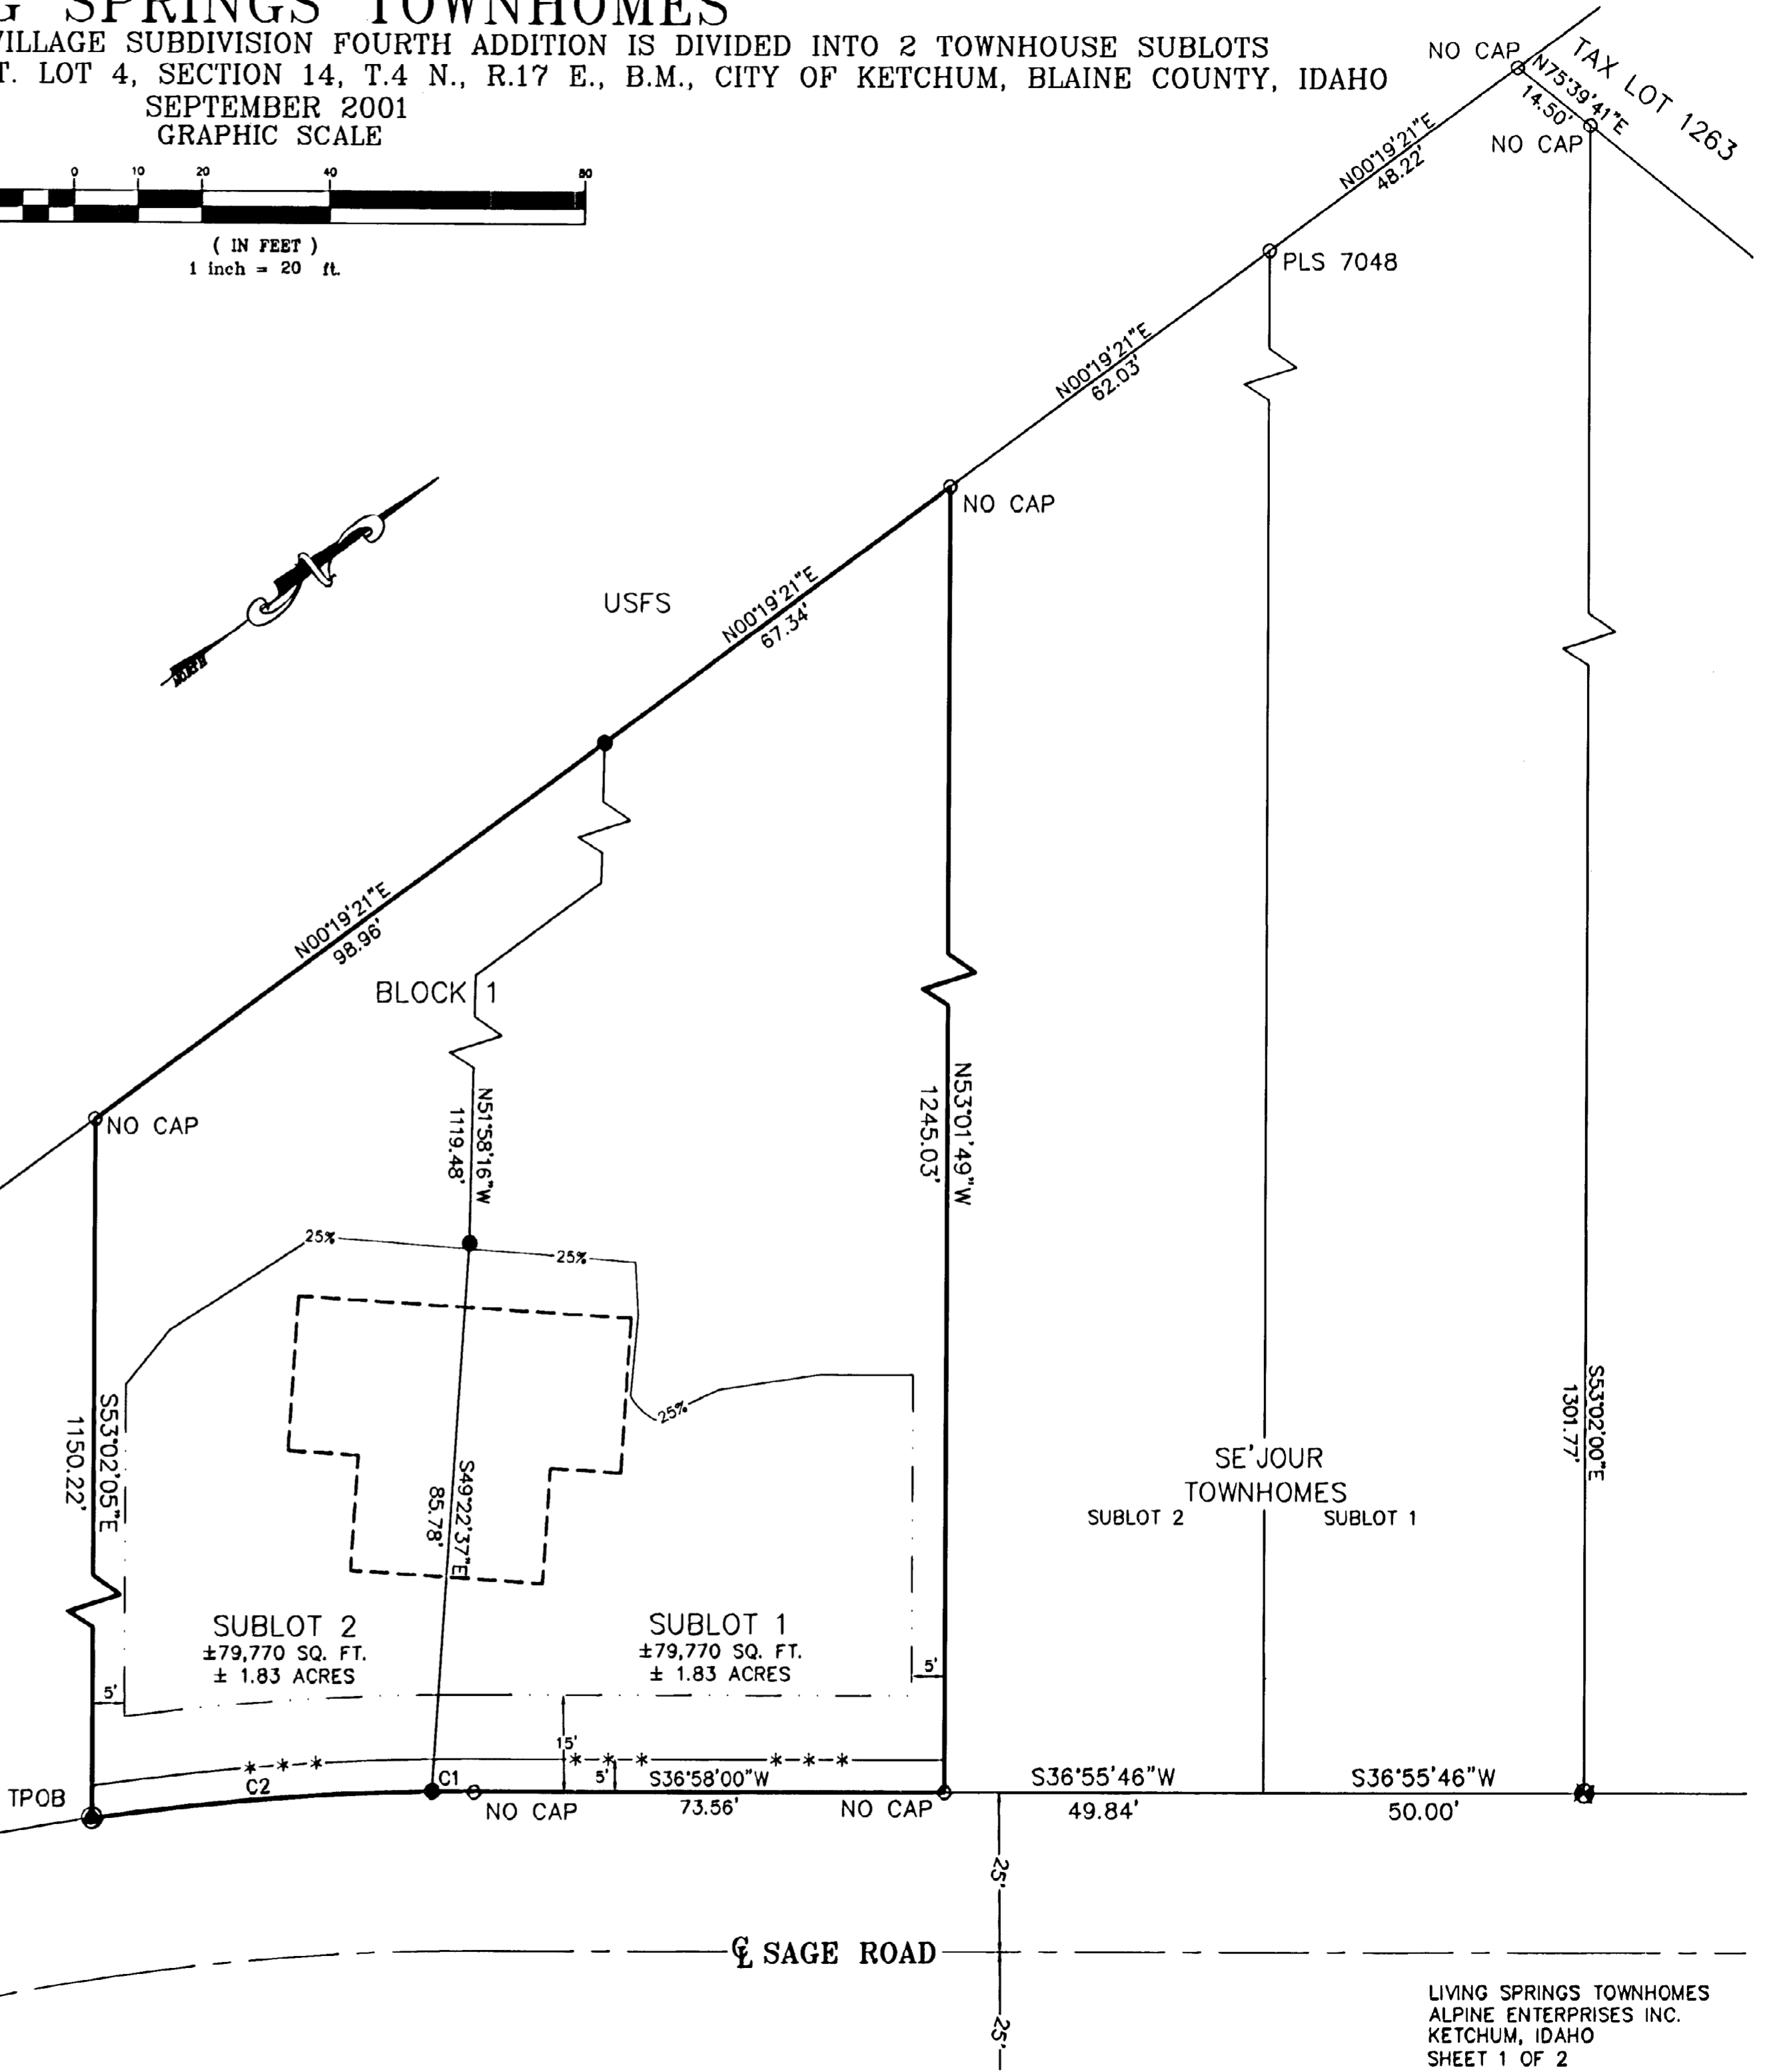 G SPRINGS TOWNHOMES
VILLAGE SUBDIVISION FOURTH ADDITION IS DIVIDED INTO 2 TOWNHOUSE SUBLOTS
T. LOT 4, SECTION 14, T.4 N., R.17 E., B.M., CITY OF KETCHUM, BLAINE COUNTY, IDAHO
SEPTEMBER 2001
GRAPHIC SCALE
0 10 20 40 80
( IN FEET )
1 inch = 20 ft.
NO CAP
TAX LOT 1263
N75°39'41"E
14.50'
NO CAP
N00°19'21"E
48.22'
PLS 7048
N00°19'21"E
62.03'
NO CAP
USFS
N00°19'21"E
67.34'
NORTH
N00°19'21"E
98.96'
BLOCK 1
NO CAP
N51°58'16"W
1119.48'
N53°01'49"W
1245.03'
25%
25%
25%
S53°02'05"E
1150.22'
S49°22'37"E
85.78'
S53°02'00"E
1301.77'
SE'JOUR
TOWNHOMES
SUBLOT 2 SUBLOT 1
SUBLOT 2
±79,770 SQ. FT.
± 1.83 ACRES
SUBLOT 1
±79,770 SQ. FT.
± 1.83 ACRES
5'
5'
15'
5'
TPOB
C2
C1
NO CAP
S36°58'00"W
73.56'
NO CAP
S36°55'46"W
49.84'
S36°55'46"W
50.00'
25'
℄ SAGE ROAD
25'
LIVING SPRINGS TOWNHOMES
ALPINE ENTERPRISES INC.
KETCHUM, IDAHO
SHEET 1 OF 2